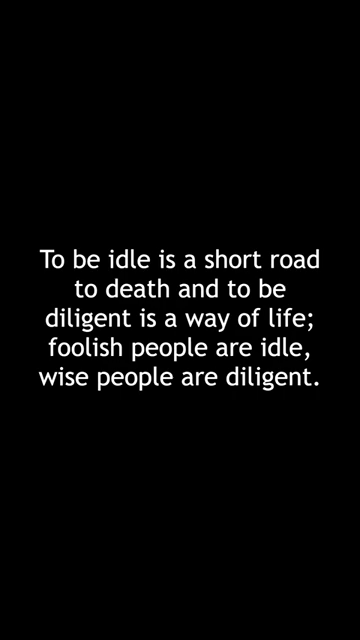 To be idle is a short road
to death and to be
diligent is a way of life;
foolish people are idle,
wise people are diligent.